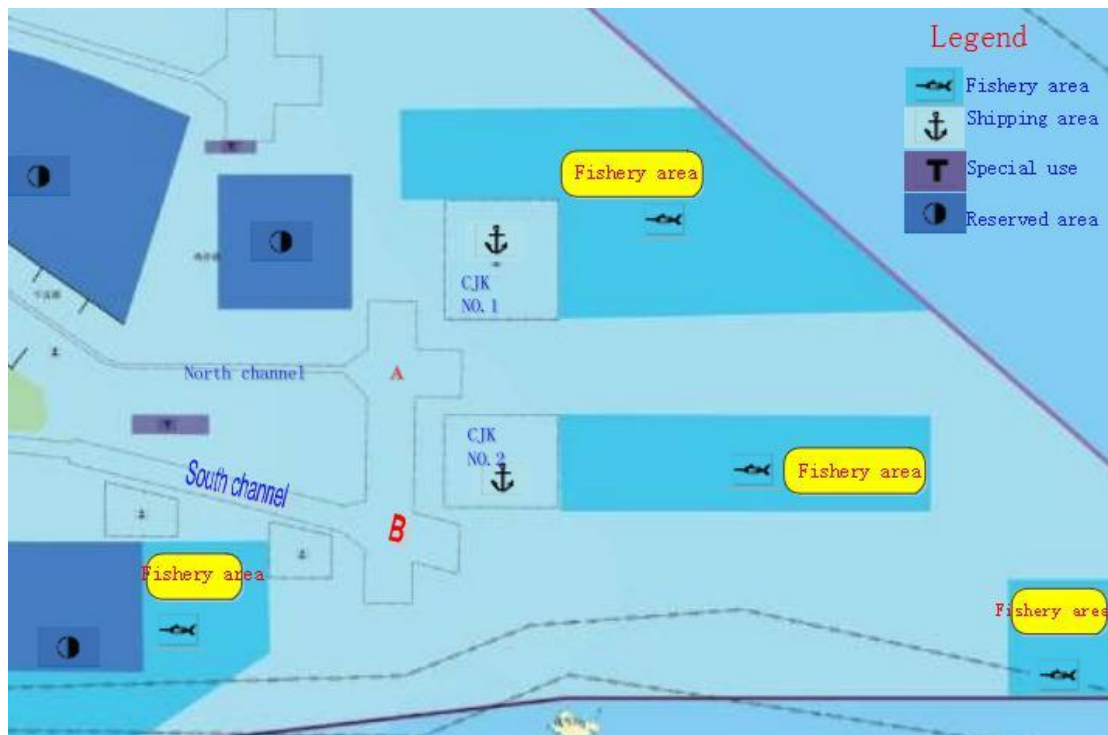 Legend
Fishery area
Shipping area
T
Special use
Reserved area
Fishery area
CJK
NO.1
North channel
A
CJK
NO.2
South channel
B
Fishery area
Fishery area
Fishery area